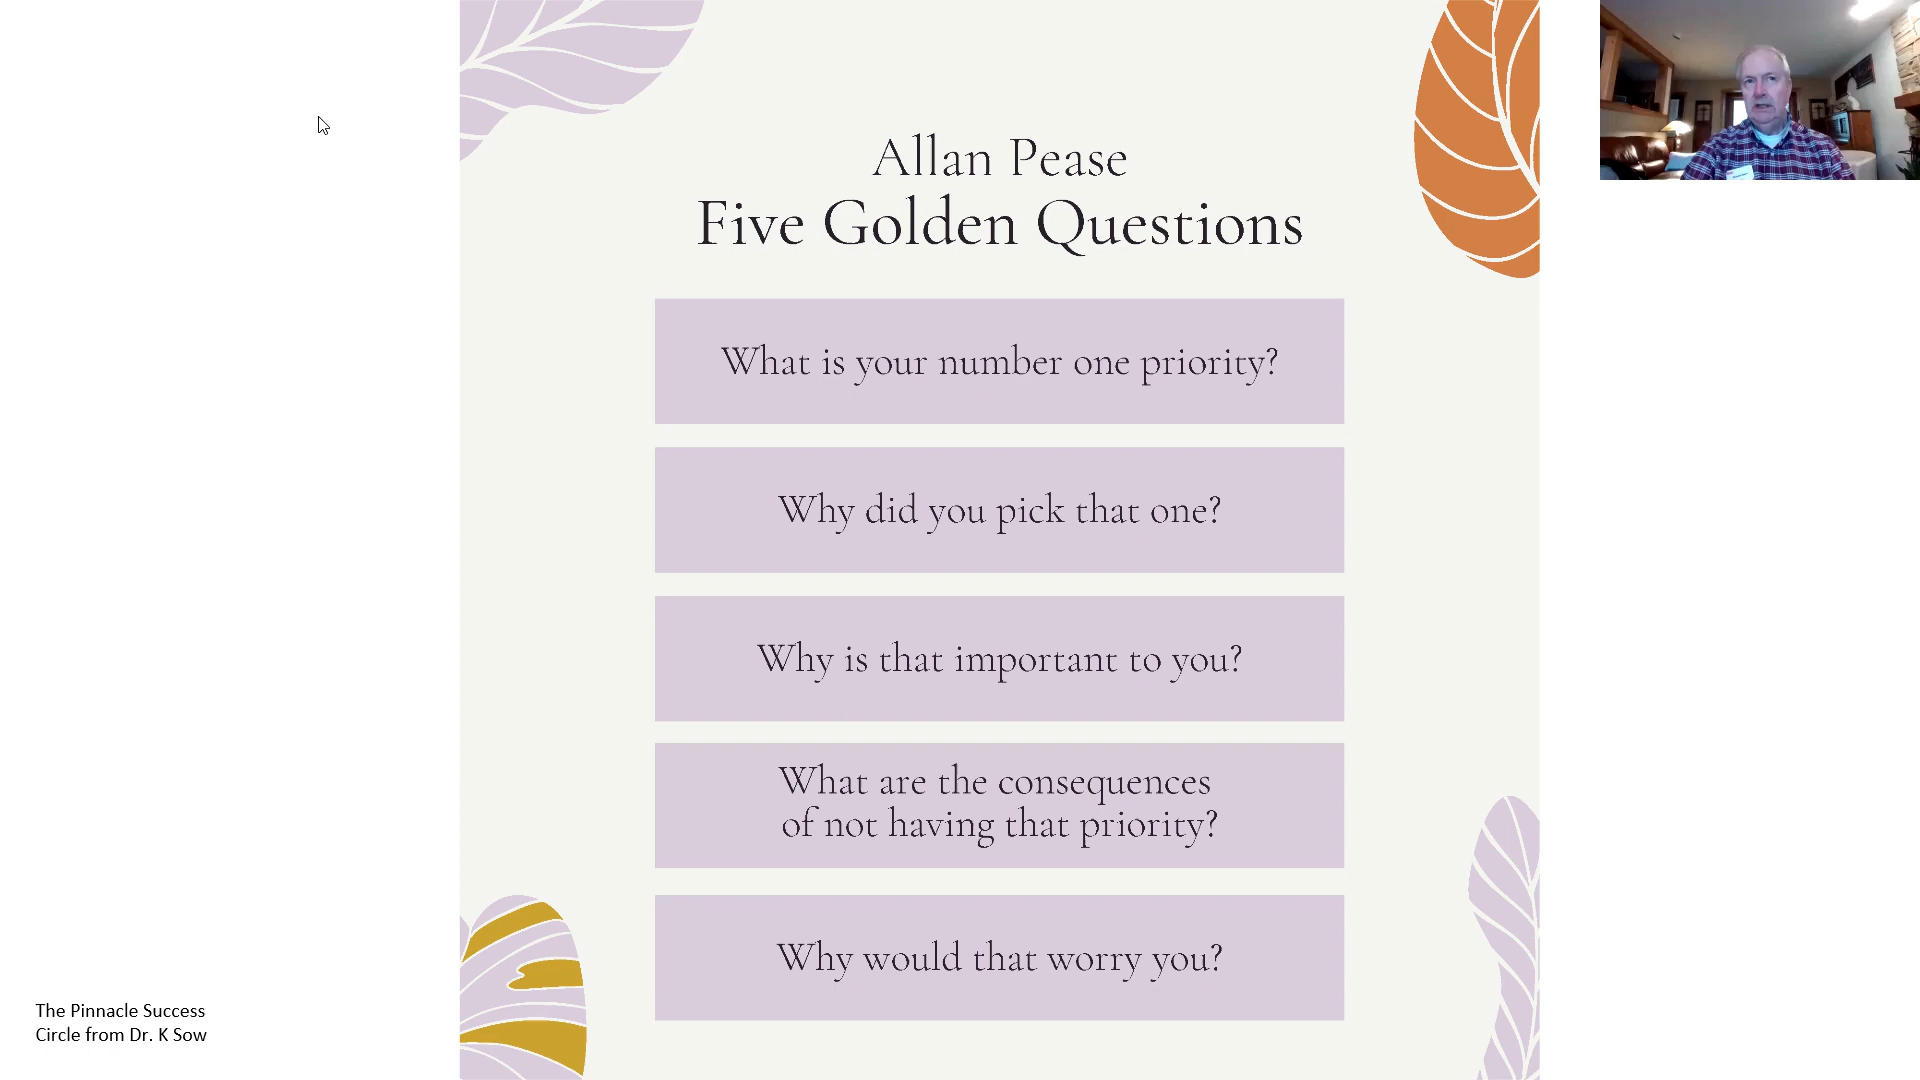 Allan Pease
Five Golden Questions
What is your number one priority?
Why did you pick that one?
Why is that important to you?
What are the consequences
of not having that priority?
Why would that worry you?
The Pinnacle Success
Circle from Dr. K Sow